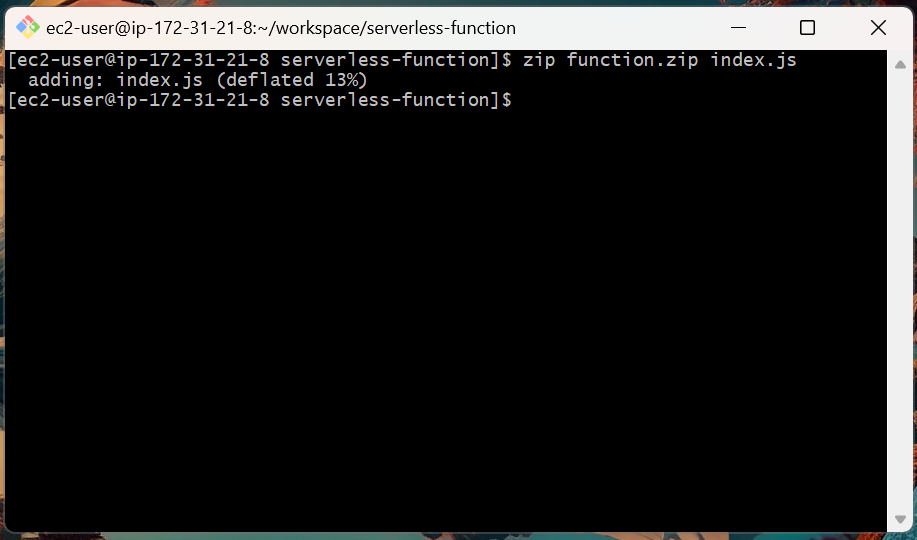 ec2-user@ip-172-31-21-8:~/workspace/serverless-function
[ec2-user@ip-172-31-21-8 serverless-function]$ zip function.zip index.js
  adding: index.js (deflated 13%)
[ec2-user@ip-172-31-21-8 serverless-function]$